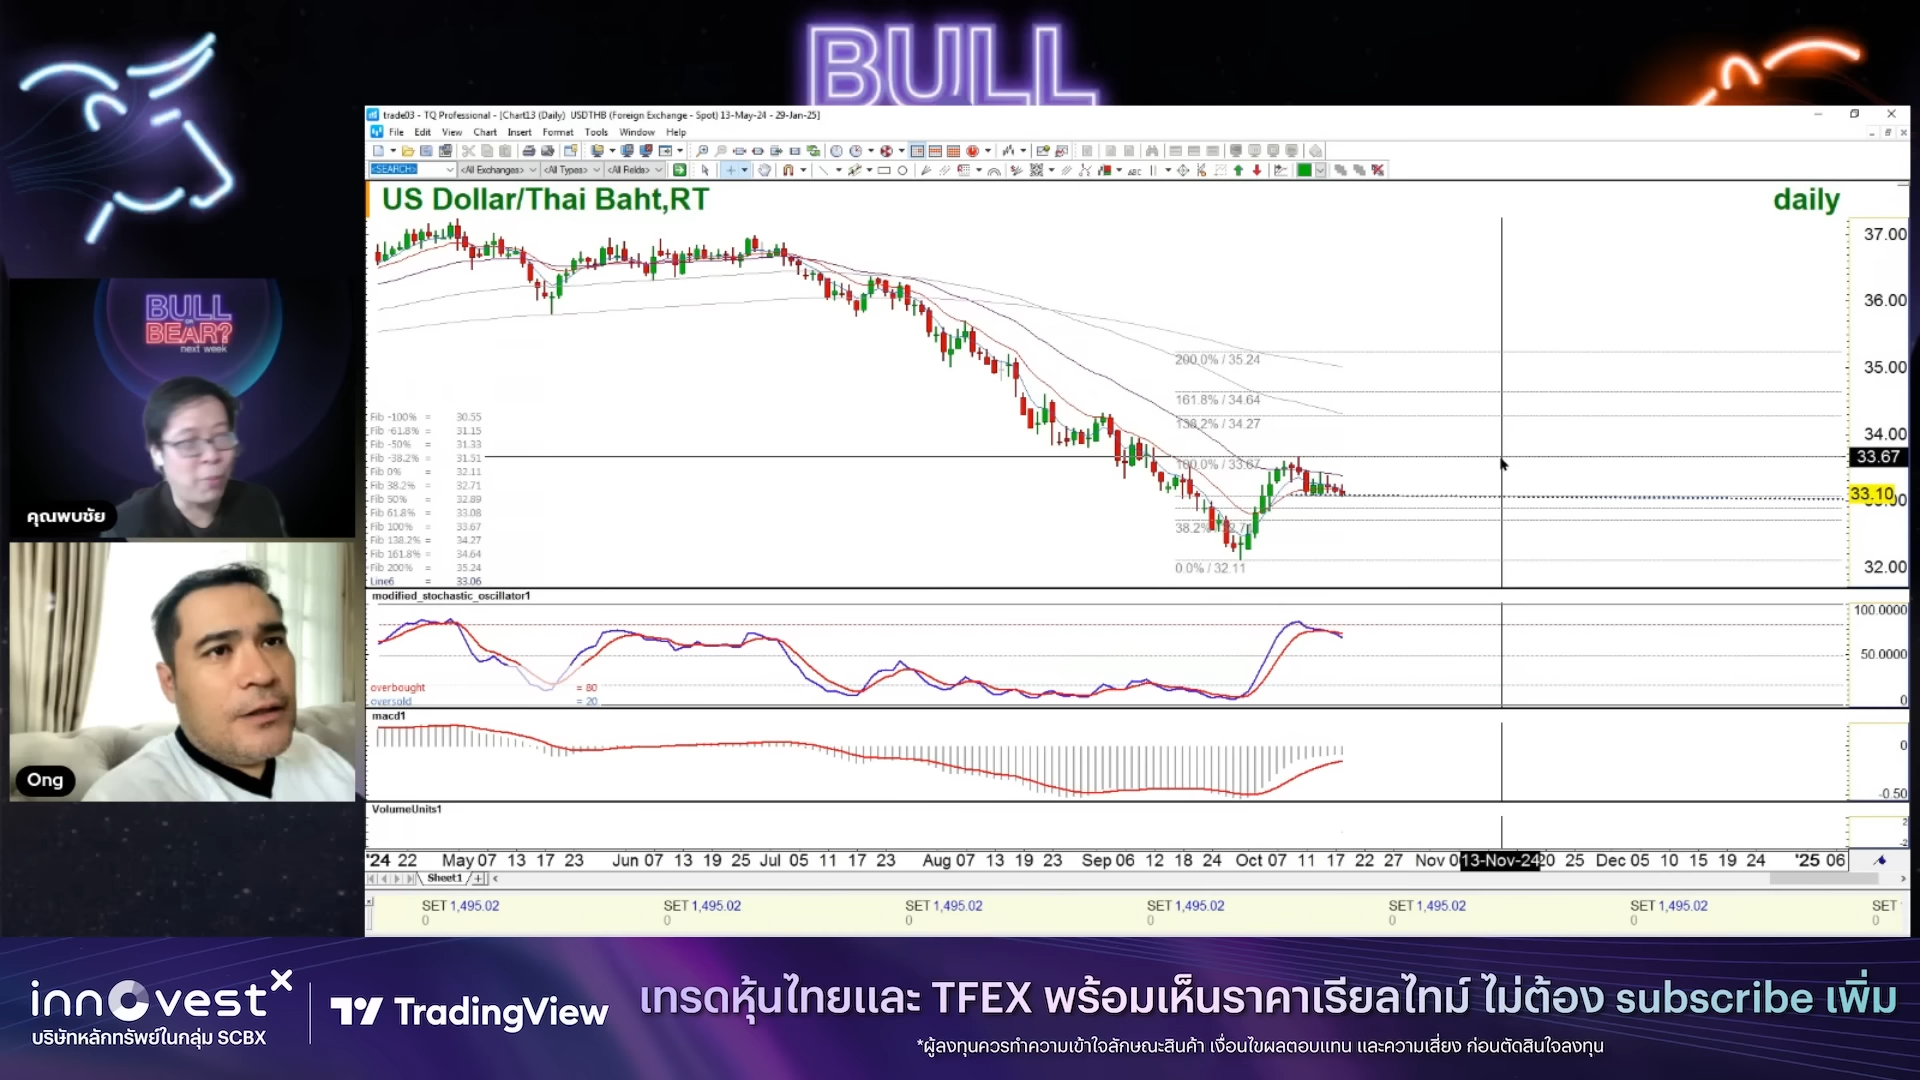 BULL
trade03 - TQ Professional - [Chart13 (Daily) USDTHB (Foreign Exchange - Spot) 13-May-24 - 29-Jan-25]
File Edit View Chart Insert Format Tools Window Help
<SEARCH> <All Exchanges> <All Types> <All Fields>
US Dollar/Thai Baht,RT
daily
37.00
36.00
35.00
34.00
33.67
33.10
32.00
200.0% / 35.24
161.8% / 34.64
138.2% / 34.27
100.0% / 33.67
38.2%
0.0% / 32.11
Fib -100% = 30.55
Fib -61.8% = 31.15
Fib -50% = 31.33
Fib -38.2% = 31.51
Fib 0% = 32.11
Fib 38.2% = 32.71
Fib 50% = 32.89
Fib 61.8% = 33.08
Fib 100% = 33.67
Fib 138.2% = 34.27
Fib 161.8% = 34.64
Fib 200% = 35.24
Line6 = 33.06
modified_stochastic_oscillator1
100.0000
50.0000
0
overbought = 80
oversold = 20
macd1
0
-0.50
VolumeUnits1
'24 22 May 07 13 17 23 Jun 07 13 19 25 Jul 05 11 17 23 Aug 07 13 19 23 Sep 06 12 18 24 Oct 07 11 17 22 27 Nov 13-Nov-24 20 25 Dec 05 10 15 19 24 '25 06
Sheet1
SET 1,495.02 SET 1,495.02 SET 1,495.02 SET 1,495.02 SET 1,495.02 SET 1,495.02 SET
0 0 0 0 0 0 0
BULL
OR
BEAR?
next week
คุณพบชัย
Ong
innovestx
บริษัทหลักทรัพย์ในกลุ่ม SCBX
TradingView
เทรดหุ้นไทยและ TFEX พร้อมเห็นราคาเรียลไทม์ ไม่ต้อง subscribe เพิ่ม
*ผู้ลงทุนควรทำความเข้าใจลักษณะสินค้า เงื่อนไขผลตอบแทน และความเสี่ยง ก่อนตัดสินใจลงทุน